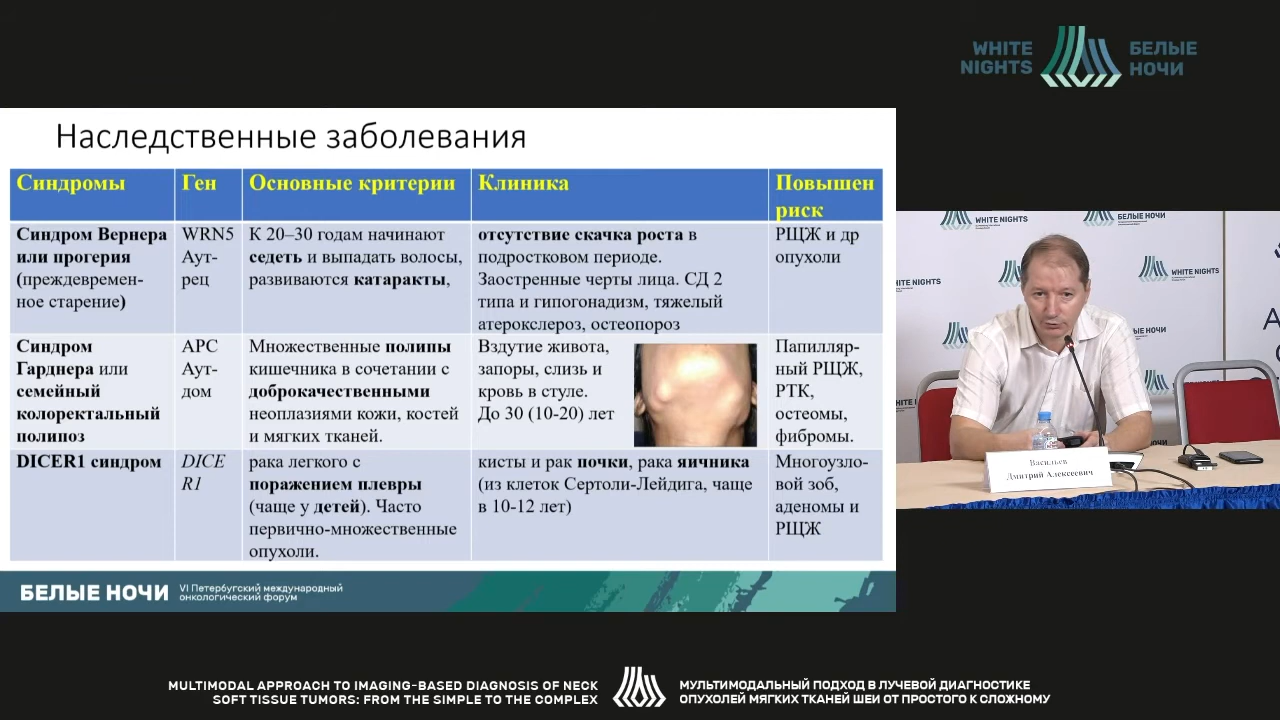 WHITE
NIGHTS
БЕЛЫЕ
НОЧИ
Наследственные заболевания
Синдромы
Ген
Основные критерии
Клиника
Повышен
риск
Синдром Вернера
или прогерия
(преждевремен-
ное старение)
WRN5
Аут-
рец
К 20–30 годам начинают
седеть и выпадать волосы,
развиваются катаракты,
отсутствие скачка роста в
подростковом периоде.
Заостренные черты лица. СД 2
типа и гипогонадизм, тяжелый
атерокслероз, остеопороз
РЩЖ и др
опухоли
Синдром
Гарднера или
семейный
колоректальный
полипоз
APC
Аут-
дом
Множественные полипы
кишечника в сочетании с
доброкачественными
неоплазиями кожи, костей
и мягких тканей.
Вздутие живота,
запоры, слизь и
кровь в стуле.
До 30 (10-20) лет
Папилляр-
ный РЩЖ,
РТК,
остеомы,
фибромы.
DICER1 синдром
DICE
R1
рака легкого с
поражением плевры
(чаще у детей). Часто
первично-множественные
опухоли.
кисты и рак почки, рака яичника
(из клеток Сертоли-Лейдига, чаще
в 10-12 лет)
Многоузло-
вой зоб,
аденомы и
РЩЖ
БЕЛЫЕ НОЧИ
VI Петербугский международный
онкологический форум
WHITE NIGHTS
БЕЛЫЕ НОЧИ
WHITE NIGHTS
Васильев
Дмитрий Алексеевич
MULTIMODAL APPROACH TO IMAGING-BASED DIAGNOSIS OF NECK
SOFT TISSUE TUMORS: FROM THE SIMPLE TO THE COMPLEX
МУЛЬТИМОДАЛЬНЫЙ ПОДХОД В ЛУЧЕВОЙ ДИАГНОСТИКЕ
ОПУХОЛЕЙ МЯГКИХ ТКАНЕЙ ШЕИ ОТ ПРОСТОГО К СЛОЖНОМУ